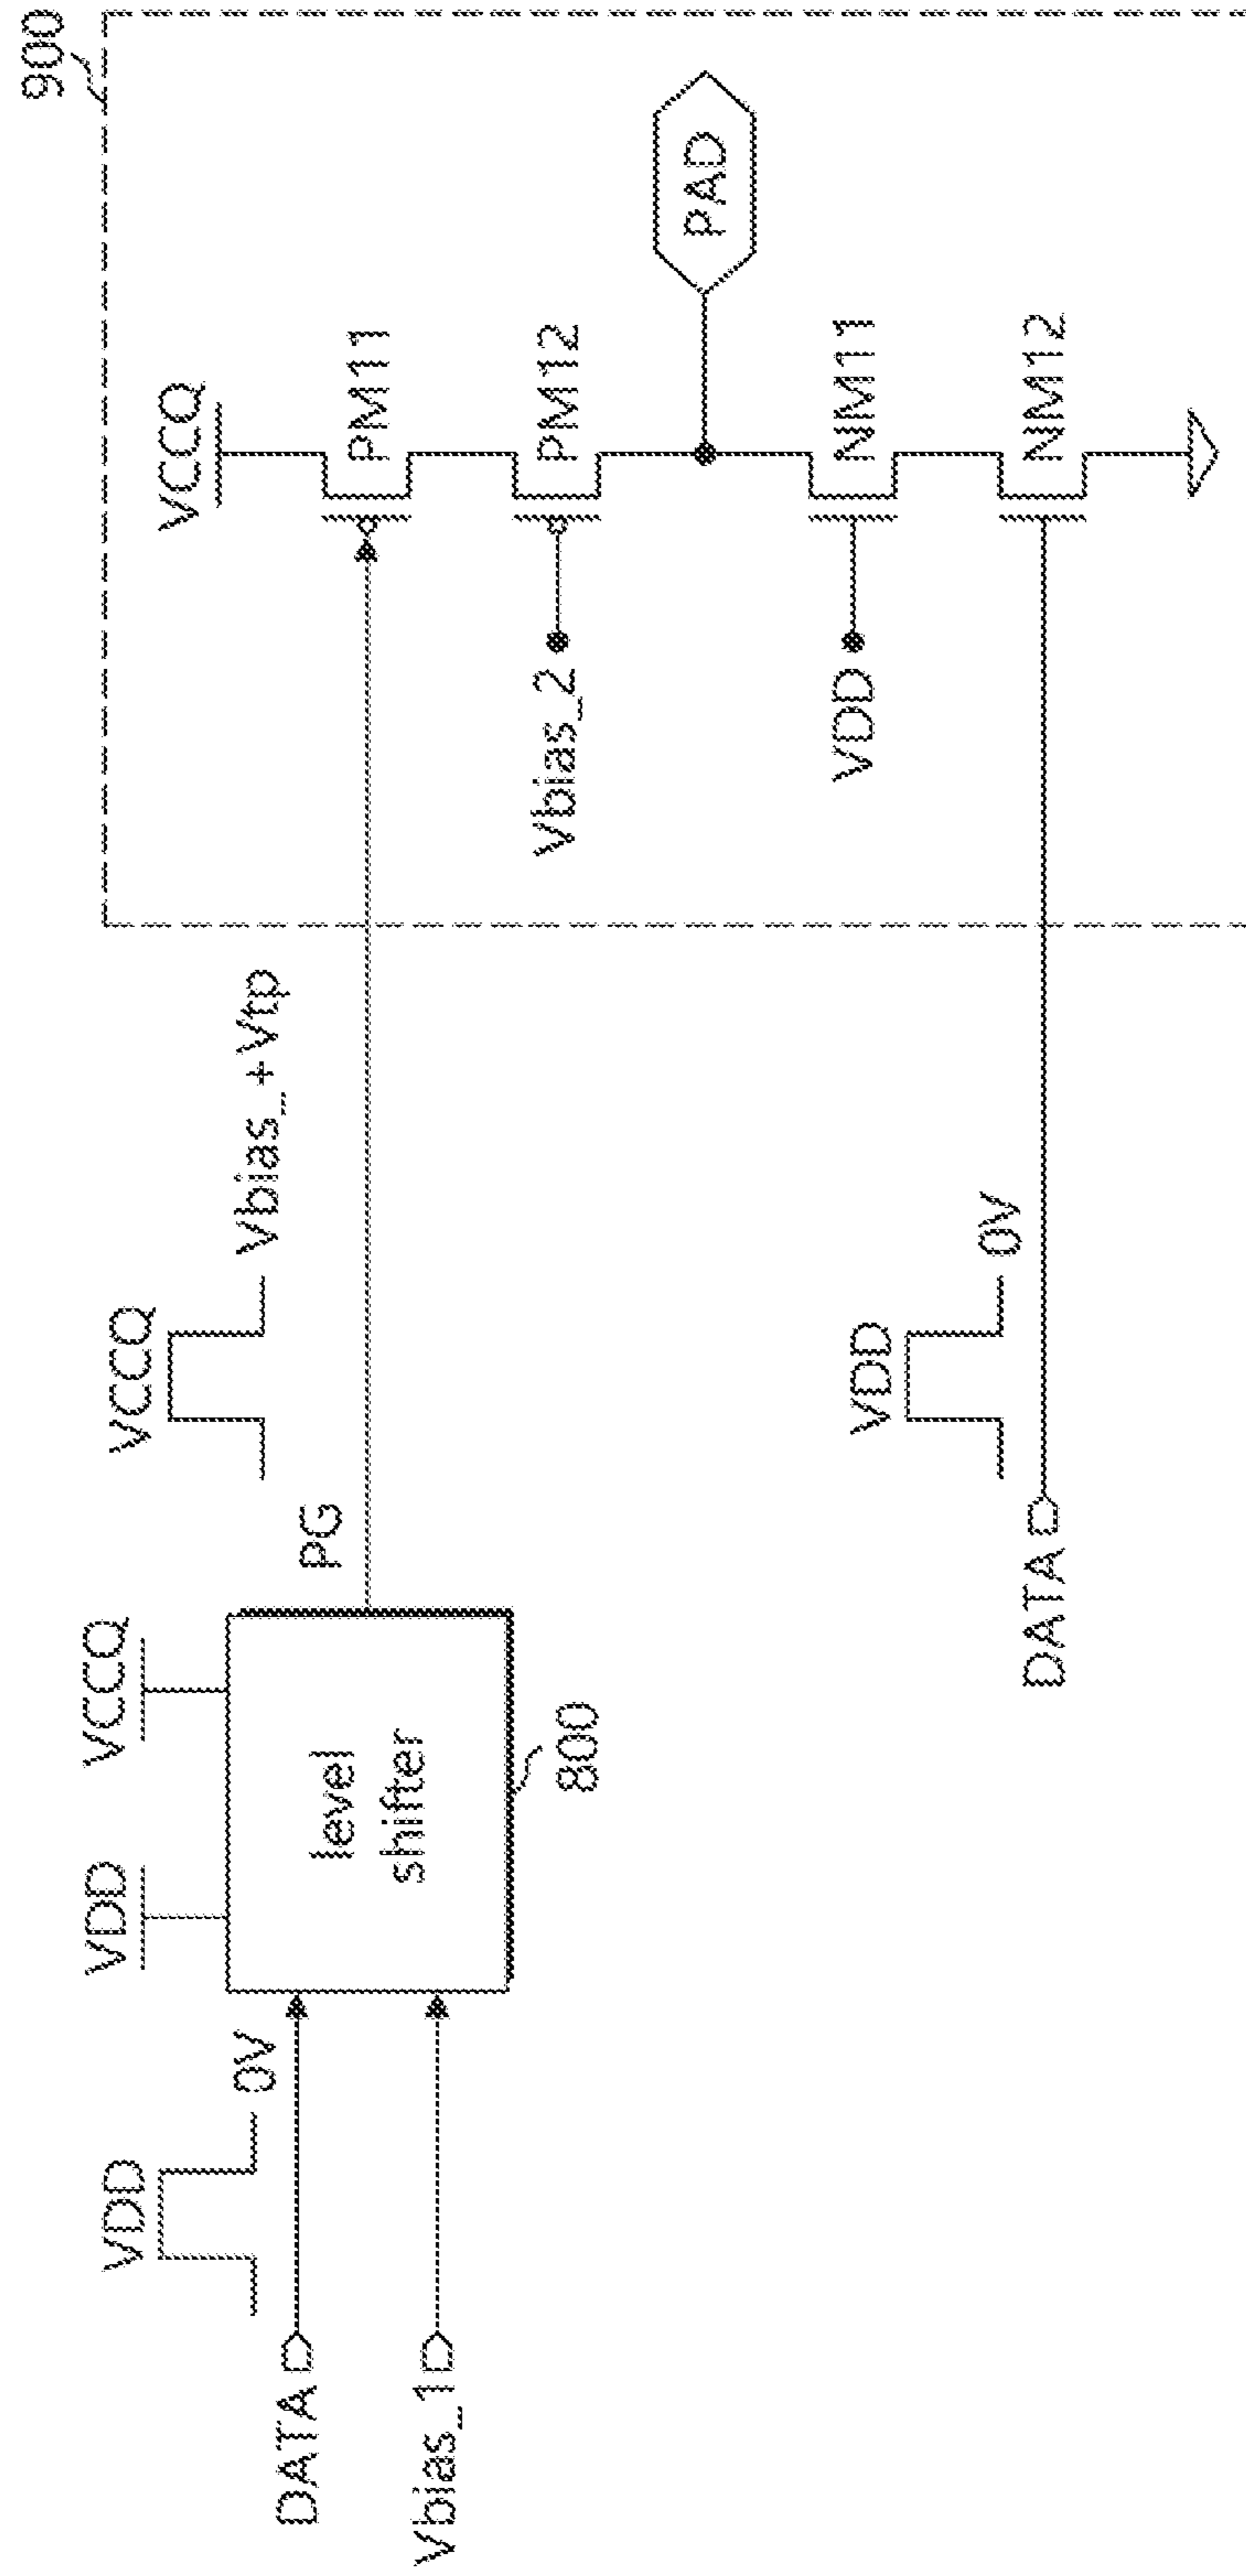 900
VCCQ
PM11
PM12
PAD
NM11
NM12
Vbias_2
VDD
VCCQ
Vbias_+Vtp
PG
VDD
0V
DATA
VDD
VCCQ
level
shifter
800
VDD
0V
DATA
Vbias_1